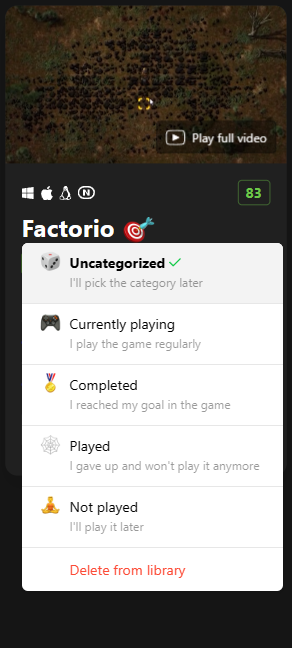 Play full video
83
Factorio
Uncategorized
I'll pick the category later
Currently playing
I play the game regularly
Completed
I reached my goal in the game
Played
I gave up and won't play it anymore
Not played
I'll play it later
Delete from library